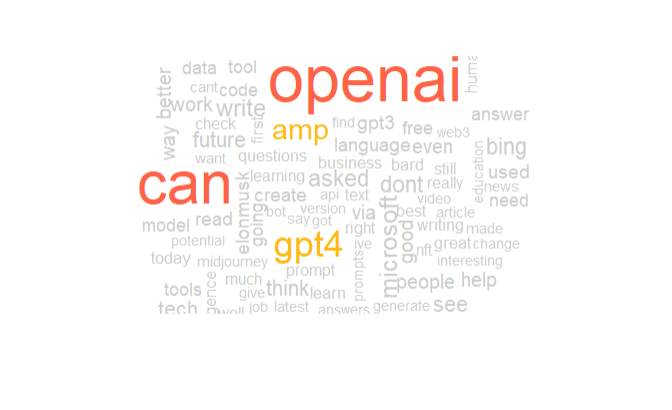 openai
data tool
cant code
way better
work write
amp
find gpt3 free web3
answer
check
future
first
language even
bing
want questions
business bard still
education
used
news
can
learning
asked
dont really
need
elonmusk
create api text
video
bot version
via best article
model read
going
say got
right
good
writing made
potential
gpt4
ive
nft great change
microsoft
interesting
today midjourney
prompt
prompts
people help
tools
much
give think learn
see
tech
well job latest answers generate